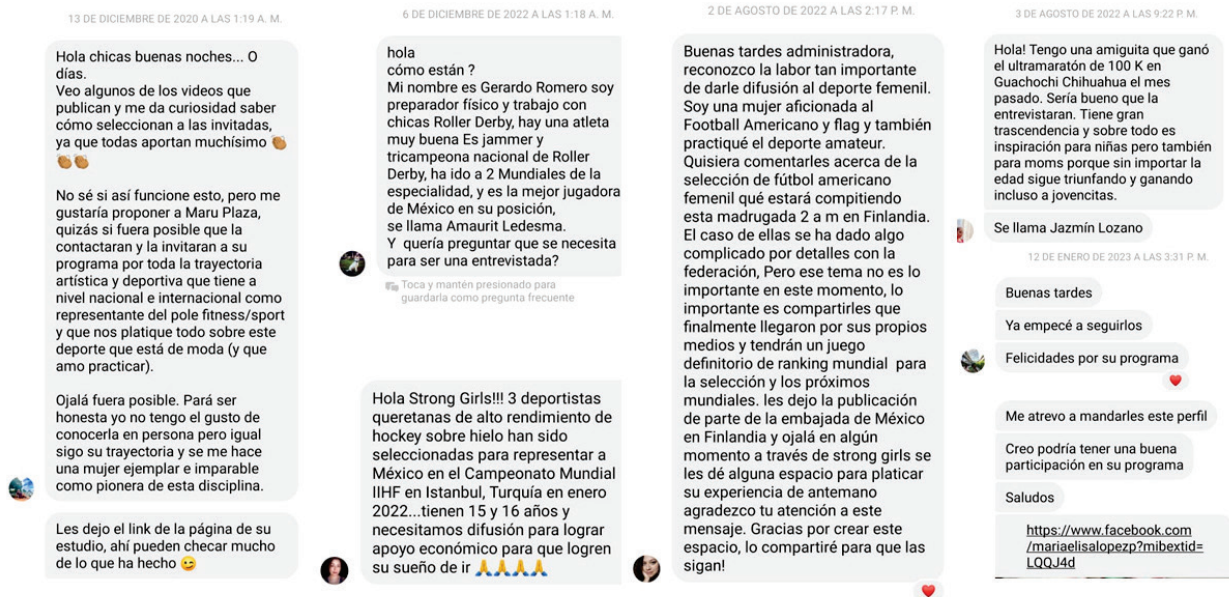 13 DE DICIEMBRE DE 2020 A LAS 1:19 A. M.
Hola chicas buenas noches... O
días.
Veo algunos de los videos que
publican y me da curiosidad saber
cómo seleccionan a las invitadas,
ya que todas aportan muchísimo 👏🏽
👏🏽👏🏽
No sé si así funcione esto, pero me
gustaría proponer a Maru Plaza,
quizás si fuera posible que la
contactaran y la invitaran a su
programa por toda la trayectoria
artística y deportiva que tiene a
nivel nacional e internacional como
representante del pole fitness/sport
y que nos platique todo sobre este
deporte que está de moda (y que
amo practicar).
Ojalá fuera posible. Pará ser
honesta yo no tengo el gusto de
conocerla en persona pero igual
sigo su trayectoria y se me hace
una mujer ejemplar e imparable
como pionera de esta disciplina.
Les dejo el link de la página de su
estudio, ahí pueden checar mucho
de lo que ha hecho 😉
6 DE DICIEMBRE DE 2022 A LAS 1:18 A. M.
hola
cómo están ?
Mi nombre es Gerardo Romero soy
preparador físico y trabajo con
chicas Roller Derby, hay una atleta
muy buena Es jammer y
tricampeona nacional de Roller
Derby, ha ido a 2 Mundiales de la
especialidad, y es la mejor jugadora
de México en su posición,
se llama Amaurit Ledesma.
Y quería preguntar que se necesita
para ser una entrevistada?
Toca y mantén presionado para
guardarla como pregunta frecuente
Hola Strong Girls!!! 3 deportistas
queretanas de alto rendimiento de
hockey sobre hielo han sido
seleccionadas para representar a
México en el Campeonato Mundial
IIHF en Istanbul, Turquía en enero
2022...tienen 15 y 16 años y
necesitamos difusión para lograr
apoyo económico para que logren
su sueño de ir 🙏🙏🙏🙏
2 DE AGOSTO DE 2022 A LAS 2:17 P. M.
Buenas tardes administradora,
reconozco la labor tan importante
de darle difusión al deporte femenil.
Soy una mujer aficionada al
Football Americano y flag y también
practiqué el deporte amateur.
Quisiera comentarles acerca de la
selección de fútbol americano
femenil qué estará compitiendo
esta madrugada 2 a m en Finlandia.
El caso de ellas se ha dado algo
complicado por detalles con la
federación, Pero ese tema no es lo
importante en este momento, lo
importante es compartirles que
finalmente llegaron por sus propios
medios y tendrán un juego
definitorio de ranking mundial para
la selección y los próximos
mundiales. les dejo la publicación
de parte de la embajada de México
en Finlandia y ojalá en algún
momento a través de strong girls se
les dé alguna espacio para platicar
su experiencia de antemano
agradezco tu atención a este
mensaje. Gracias por crear este
espacio, lo compartiré para que las
sigan!
3 DE AGOSTO DE 2022 A LAS 9:22 P. M.
Hola! Tengo una amiguita que ganó
el ultramaratón de 100 K en
Guachochi Chihuahua el mes
pasado. Sería bueno que la
entrevistaran. Tiene gran
trascendencia y sobre todo es
inspiración para niñas pero también
para moms porque sin importar la
edad sigue triunfando y ganando
incluso a jovencitas.
Se llama Jazmín Lozano
12 DE ENERO DE 2023 A LAS 3:31 P. M.
Buenas tardes
Ya empecé a seguirlos
Felicidades por su programa
Me atrevo a mandarles este perfil
Creo podría tener una buena
participación en su programa
Saludos
https://www.facebook.com
/mariaelisalopezp?mibextid=
LQQJ4d